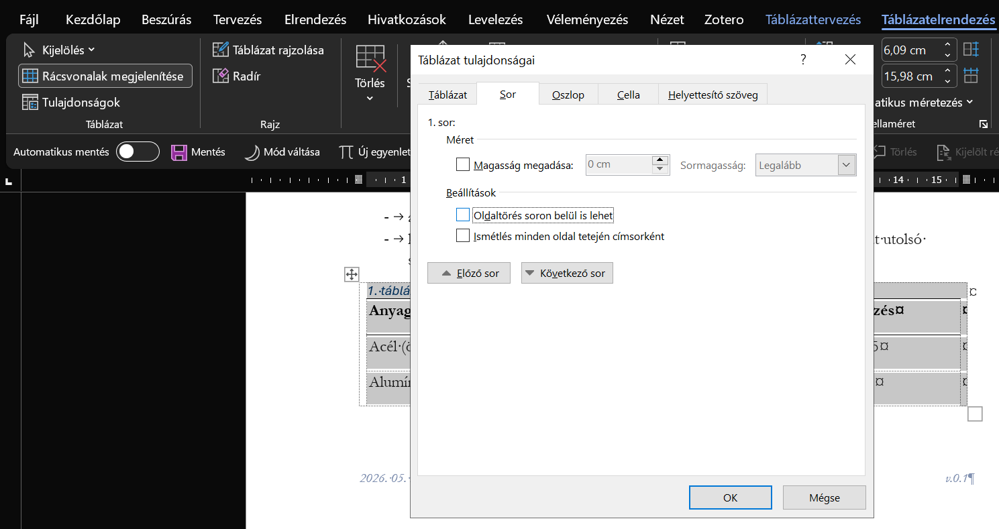 Fájl Kezdőlap Beszúrás Tervezés Elrendezés Hivatkozások Levelezés Véleményezés Nézet Zotero Táblázattervezés Táblázatelrendezés
Kijelölés
Rácsvonalak megjelenítése
Tulajdonságok
Táblázat
Táblázat rajzolása
Radír
Rajz
Törlés
6,09 cm
15,98 cm
atikus méretezés
ellaméret
Automatikus mentés Mentés Mód váltása Új egyenlet Törlés Kijelölt ré
1 14 15
Táblázat tulajdonságai ?
Táblázat Sor Oszlop Cella Helyettesítő szöveg
1. sor:
Méret
Magasság megadása: 0 cm Sormagasság: Legalább
Beállítások
Oldaltörés soron belül is lehet
Ismétlés minden oldal tetején címsorként
Előző sor Következő sor
OK Mégse
t·utolsó·
1.·táblá
Anyag zés¤
Acél·(ö
Alumí
2026.·05.· v.0.1¶